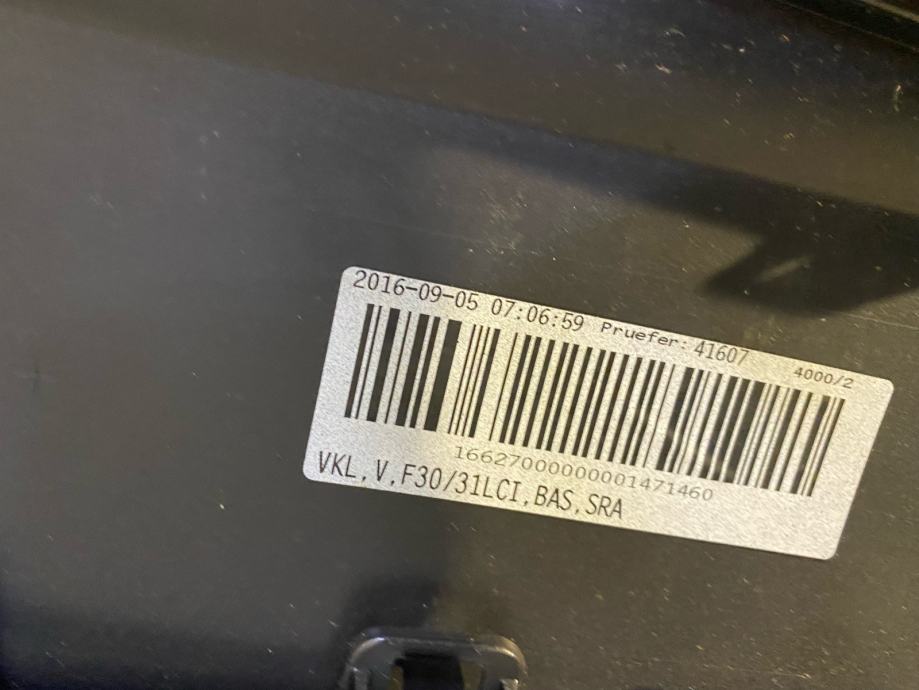 2016-09-05 07:06:59 Pruefer: 41607
4000/2
16627000000001471460
VKL,V,F30/31LCI,BAS,SRA